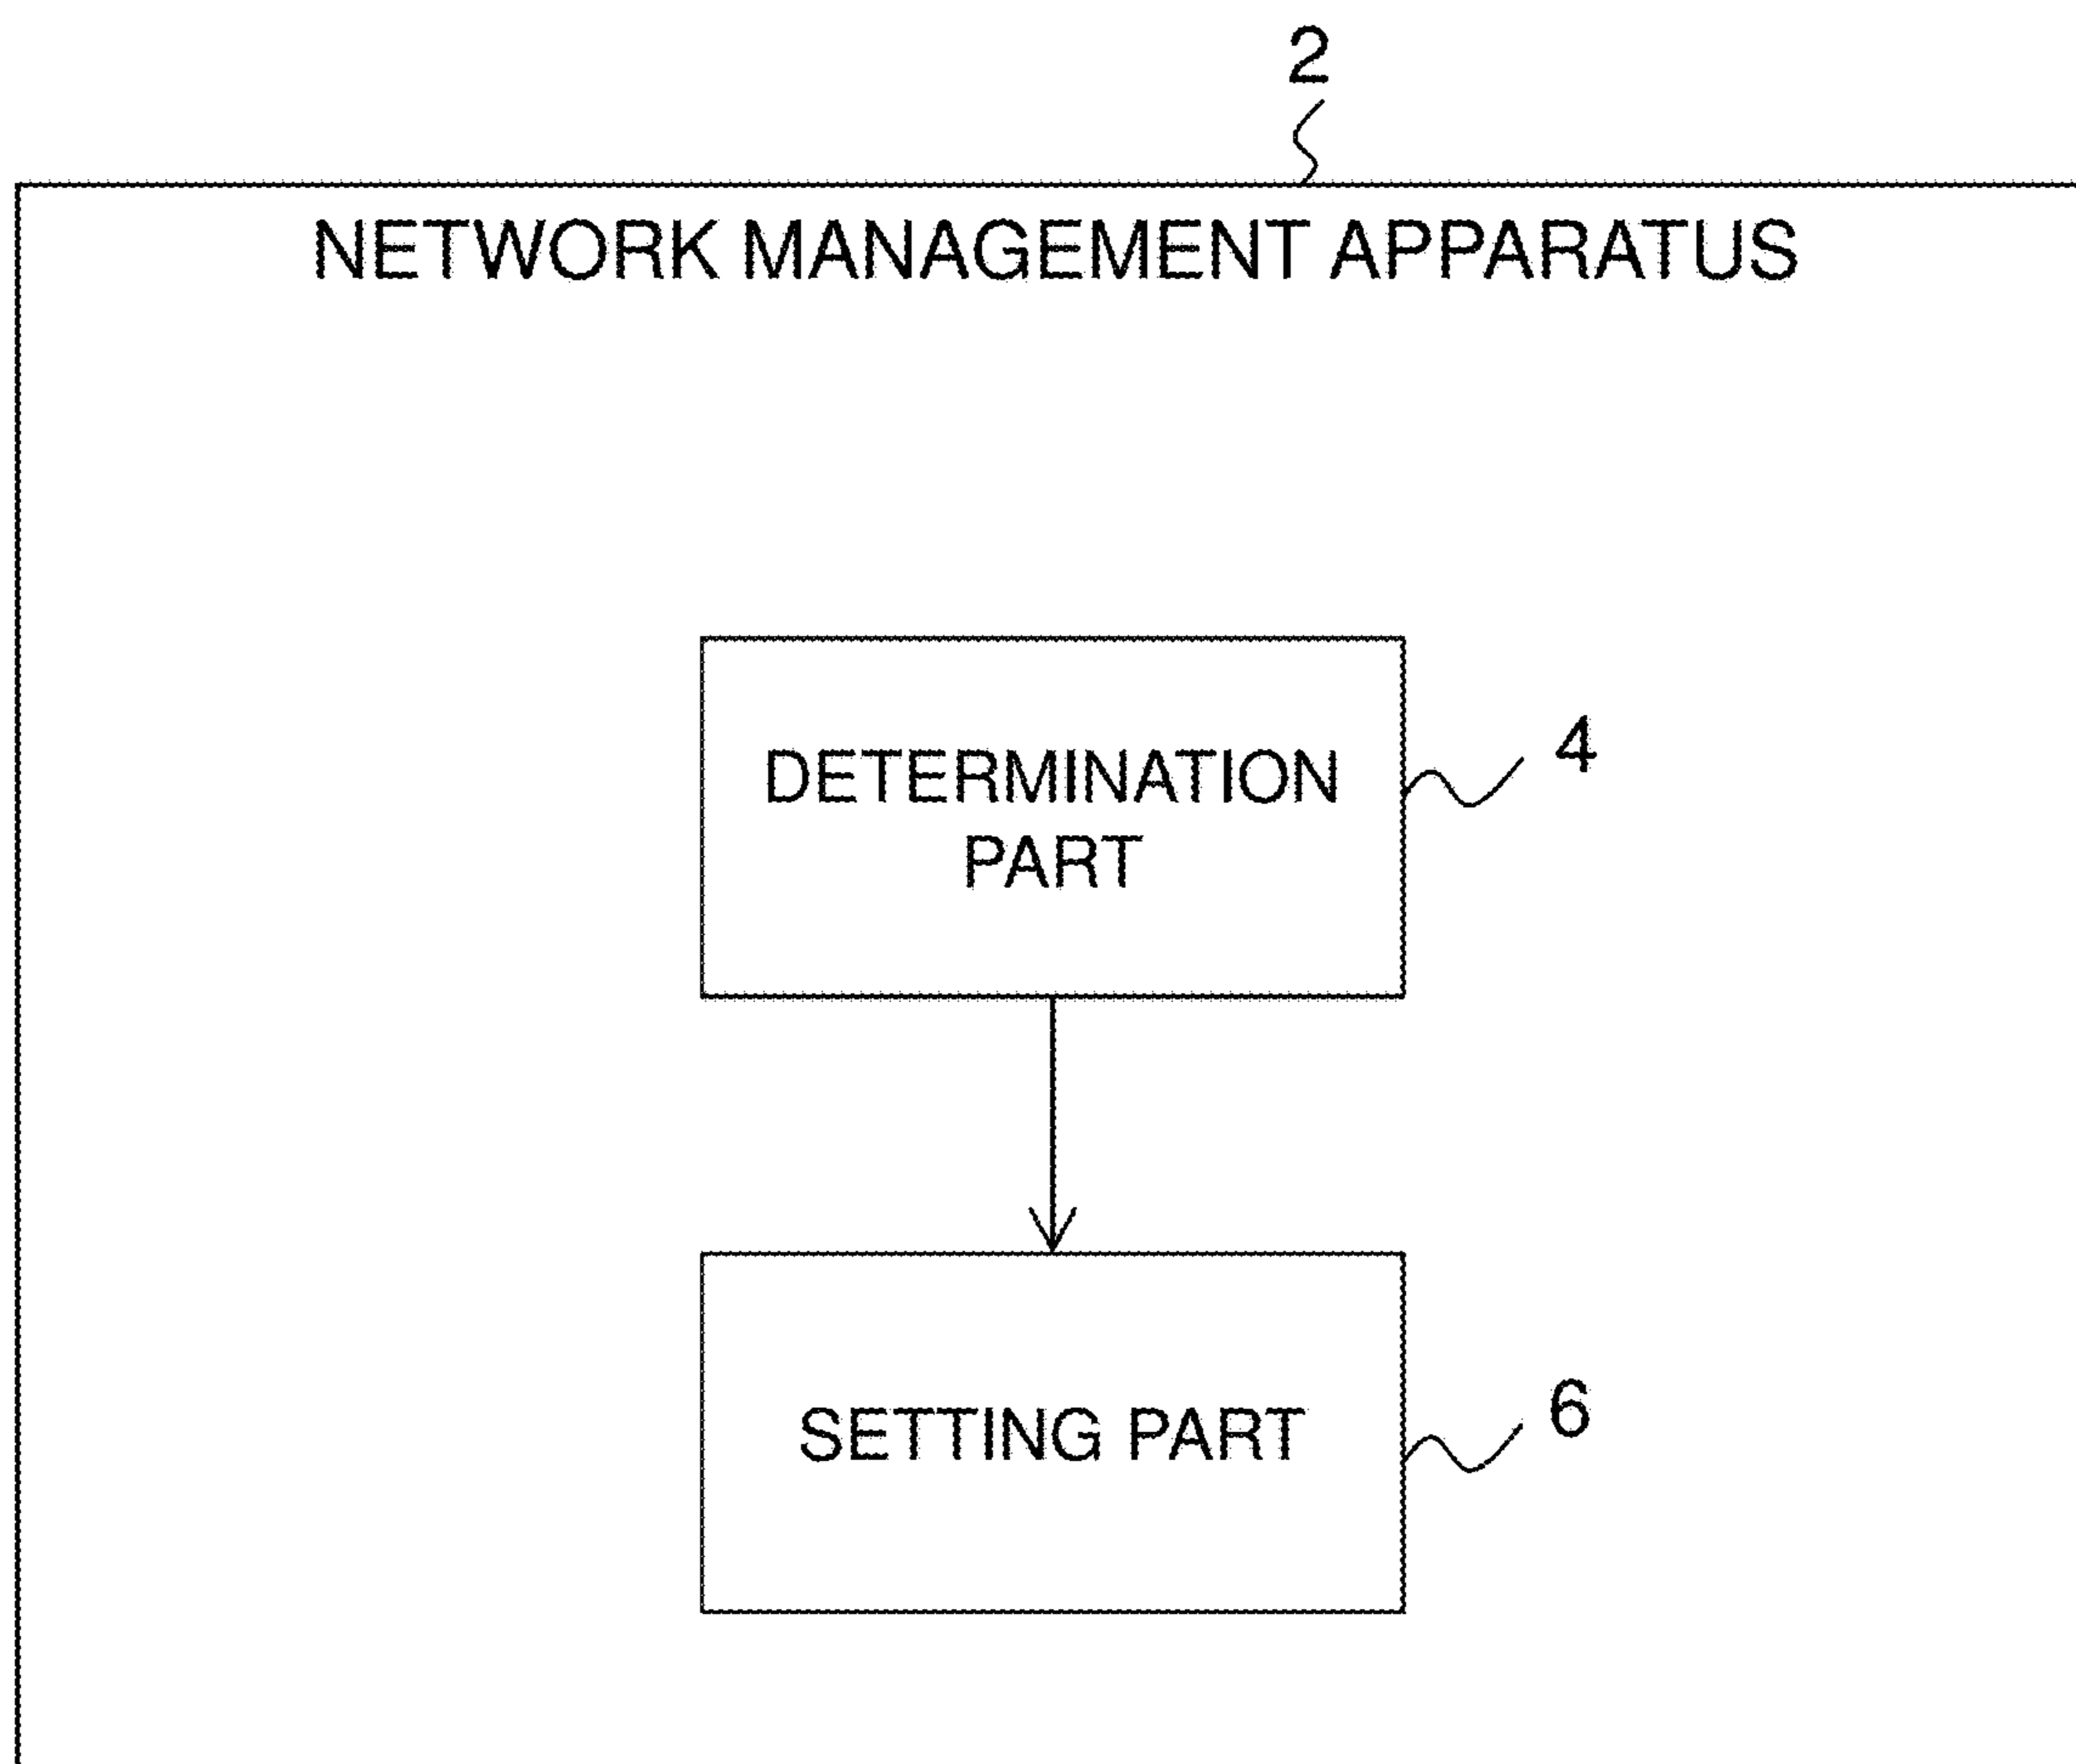 2
NETWORK MANAGEMENT APPARATUS
DETERMINATION
PART
4
SETTING PART
6